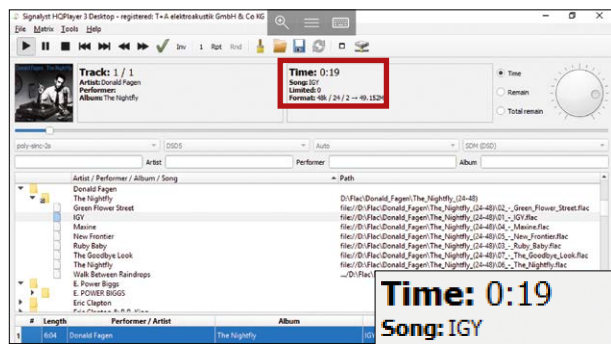 Signalyst HQPlayer 3 Desktop - registered: T+A elektroakustik GmbH & Co KG
File Matrix Tools Help
Inv 1 Rpt Rnd
Track: 1 / 1
Artist: Donald Fagen
Performer:
Album: The Nightfly
Time: 0:19
Song: IGY
Limited: 0
Format: 48k / 24 / 2 → 49.152M
Time
Remain
Total remain
poly-sinc-2s DSD5 Auto SDM (DSD)
Artist Performer Album
Artist / Performer / Album / Song Path
Donald Fagen
The Nightfly D:\Flac\Donald_Fagen\The_Nightfly_(24-48)
Green Flower Street file://D:\Flac\Donald_Fagen\The_Nightfly_(24-48)\02_-_Green_Flower_Street.flac
IGY file://D:\Flac\Donald_Fagen\The_Nightfly_(24-48)\01_-_IGY.flac
Maxine file://D:\Flac\Donald_Fagen\The_Nightfly_(24-48)\04_-_Maxine.flac
New Frontier file://D:\Flac\Donald_Fagen\The_Nightfly_(24-48)\05_-_New_Frontier.flac
Ruby Baby file://D:\Flac\Donald_Fagen\The_Nightfly_(24-48)\03_-_Ruby_Baby.flac
The Goodbye Look file://D:\Flac\Donald_Fagen\The_Nightfly_(24-48)\07_-_The_Goodbye_Look.flac
The Nightfly file://D:\Flac\Donald_Fagen\The_Nightfly_(24-48)\06_-_The_Nightfly.flac
Walk Between Raindrops .../D:\Flac\
E. Power Biggs
E. POWER BIGGS
Eric Clapton
# Length Performer / Artist Album
1 6:04 Donald Fagen The Nightfly IGY
Time: 0:19
Song: IGY